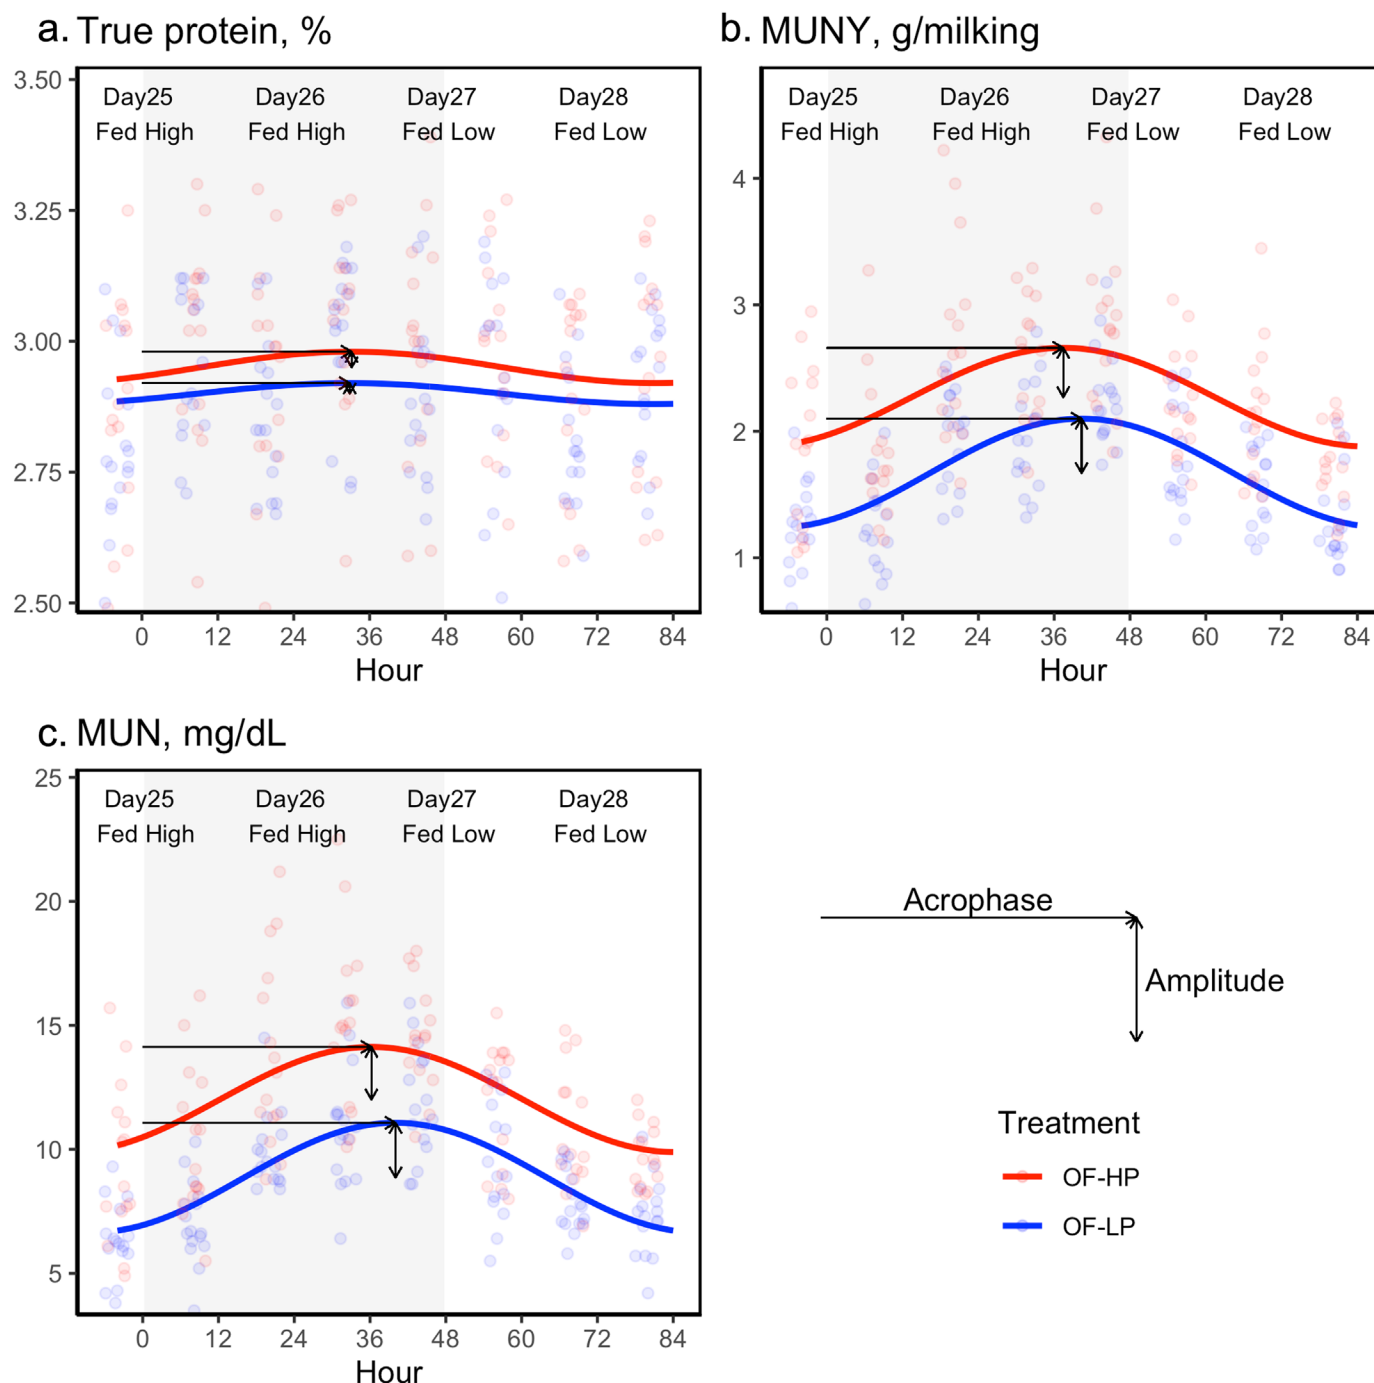 a. True protein, %
3.50
3.25
3.00
2.75
2.50
Day25 Day26 Day27 Day28
Fed High Fed High Fed Low Fed Low
0 12 24 36 48 60 72 84
Hour
b. MUNY, g/milking
4
3
2
1
Day25 Day26 Day27 Day28
Fed High Fed High Fed Low Fed Low
0 12 24 36 48 60 72 84
Hour
c. MUN, mg/dL
25
20
15
10
5
Day25 Day26 Day27 Day28
Fed High Fed High Fed Low Fed Low
0 12 24 36 48 60 72 84
Hour
Acrophase
Amplitude
Treatment
OF-HP
OF-LP